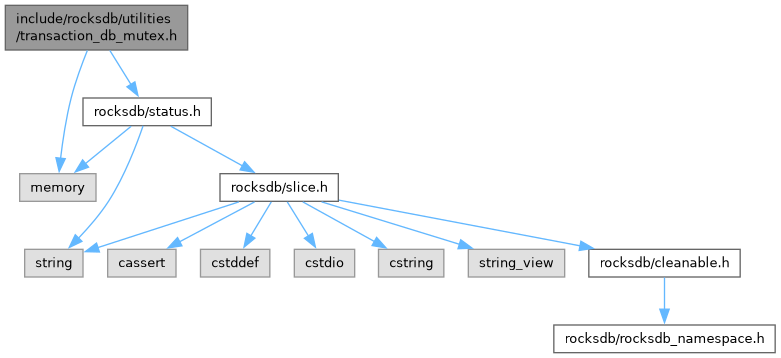 include/rocksdb/utilities
/transaction_db_mutex.h
rocksdb/status.h
memory
rocksdb/slice.h
string
cassert
cstddef
cstdio
cstring
string_view
rocksdb/cleanable.h
rocksdb/rocksdb_namespace.h